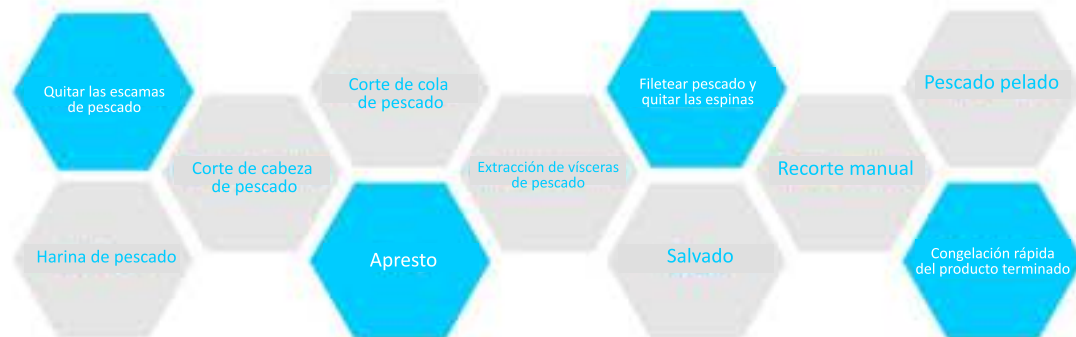 Quitar las escamas
de pescado
Harina de pescado
Corte de cabeza
de pescado
Corte de cola
de pescado
Apresto
Extracción de vísceras
de pescado
Filetear pescado y
quitar las espinas
Salvado
Recorte manual
Pescado pelado
Congelación rápida
del producto terminado